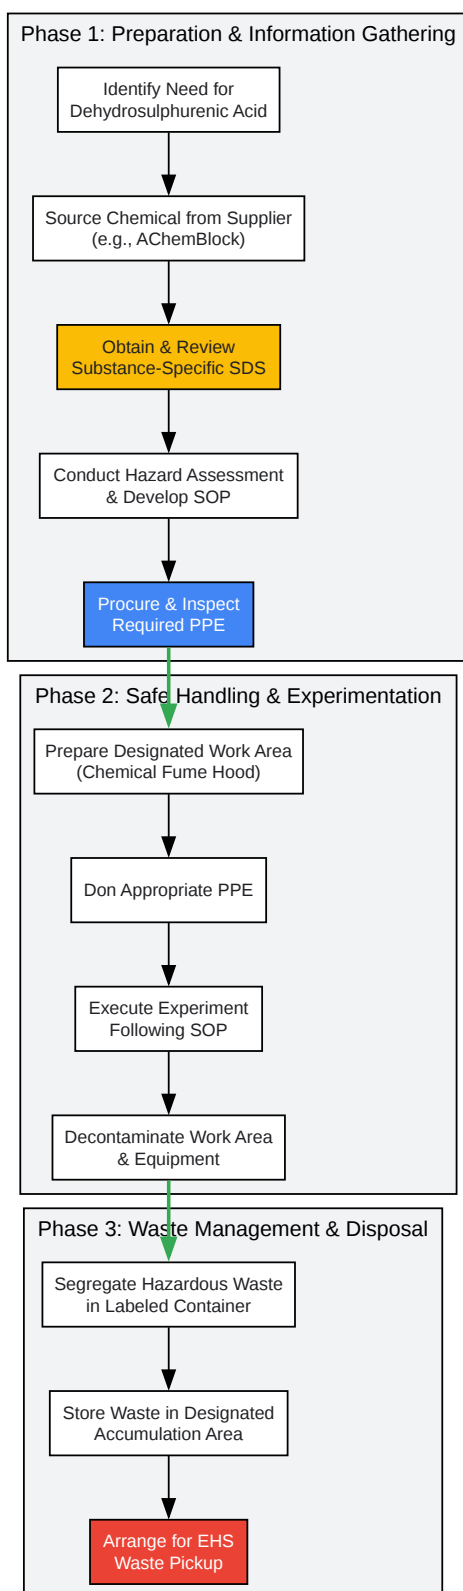 Phase 1: Preparation & Information Gathering
Identify Need for
Dehydrosulphurenic Acid
Source Chemical from Supplier
(e.g., AChemBlock)
Obtain & Review
Substance-Specific SDS
Conduct Hazard Assessment
& Develop SOP
Procure & Inspect
Required PPE
Phase 2: Safe Handling & Experimentation
Prepare Designated Work Area
(Chemical Fume Hood)
Don Appropriate PPE
Execute Experiment
Following SOP
Decontaminate Work Area
& Equipment
Phase 3: Waste Management & Disposal
Segregate Hazardous Waste
in Labeled Container
Store Waste in Designated
Accumulation Area
Arrange for EHS
Waste Pickup